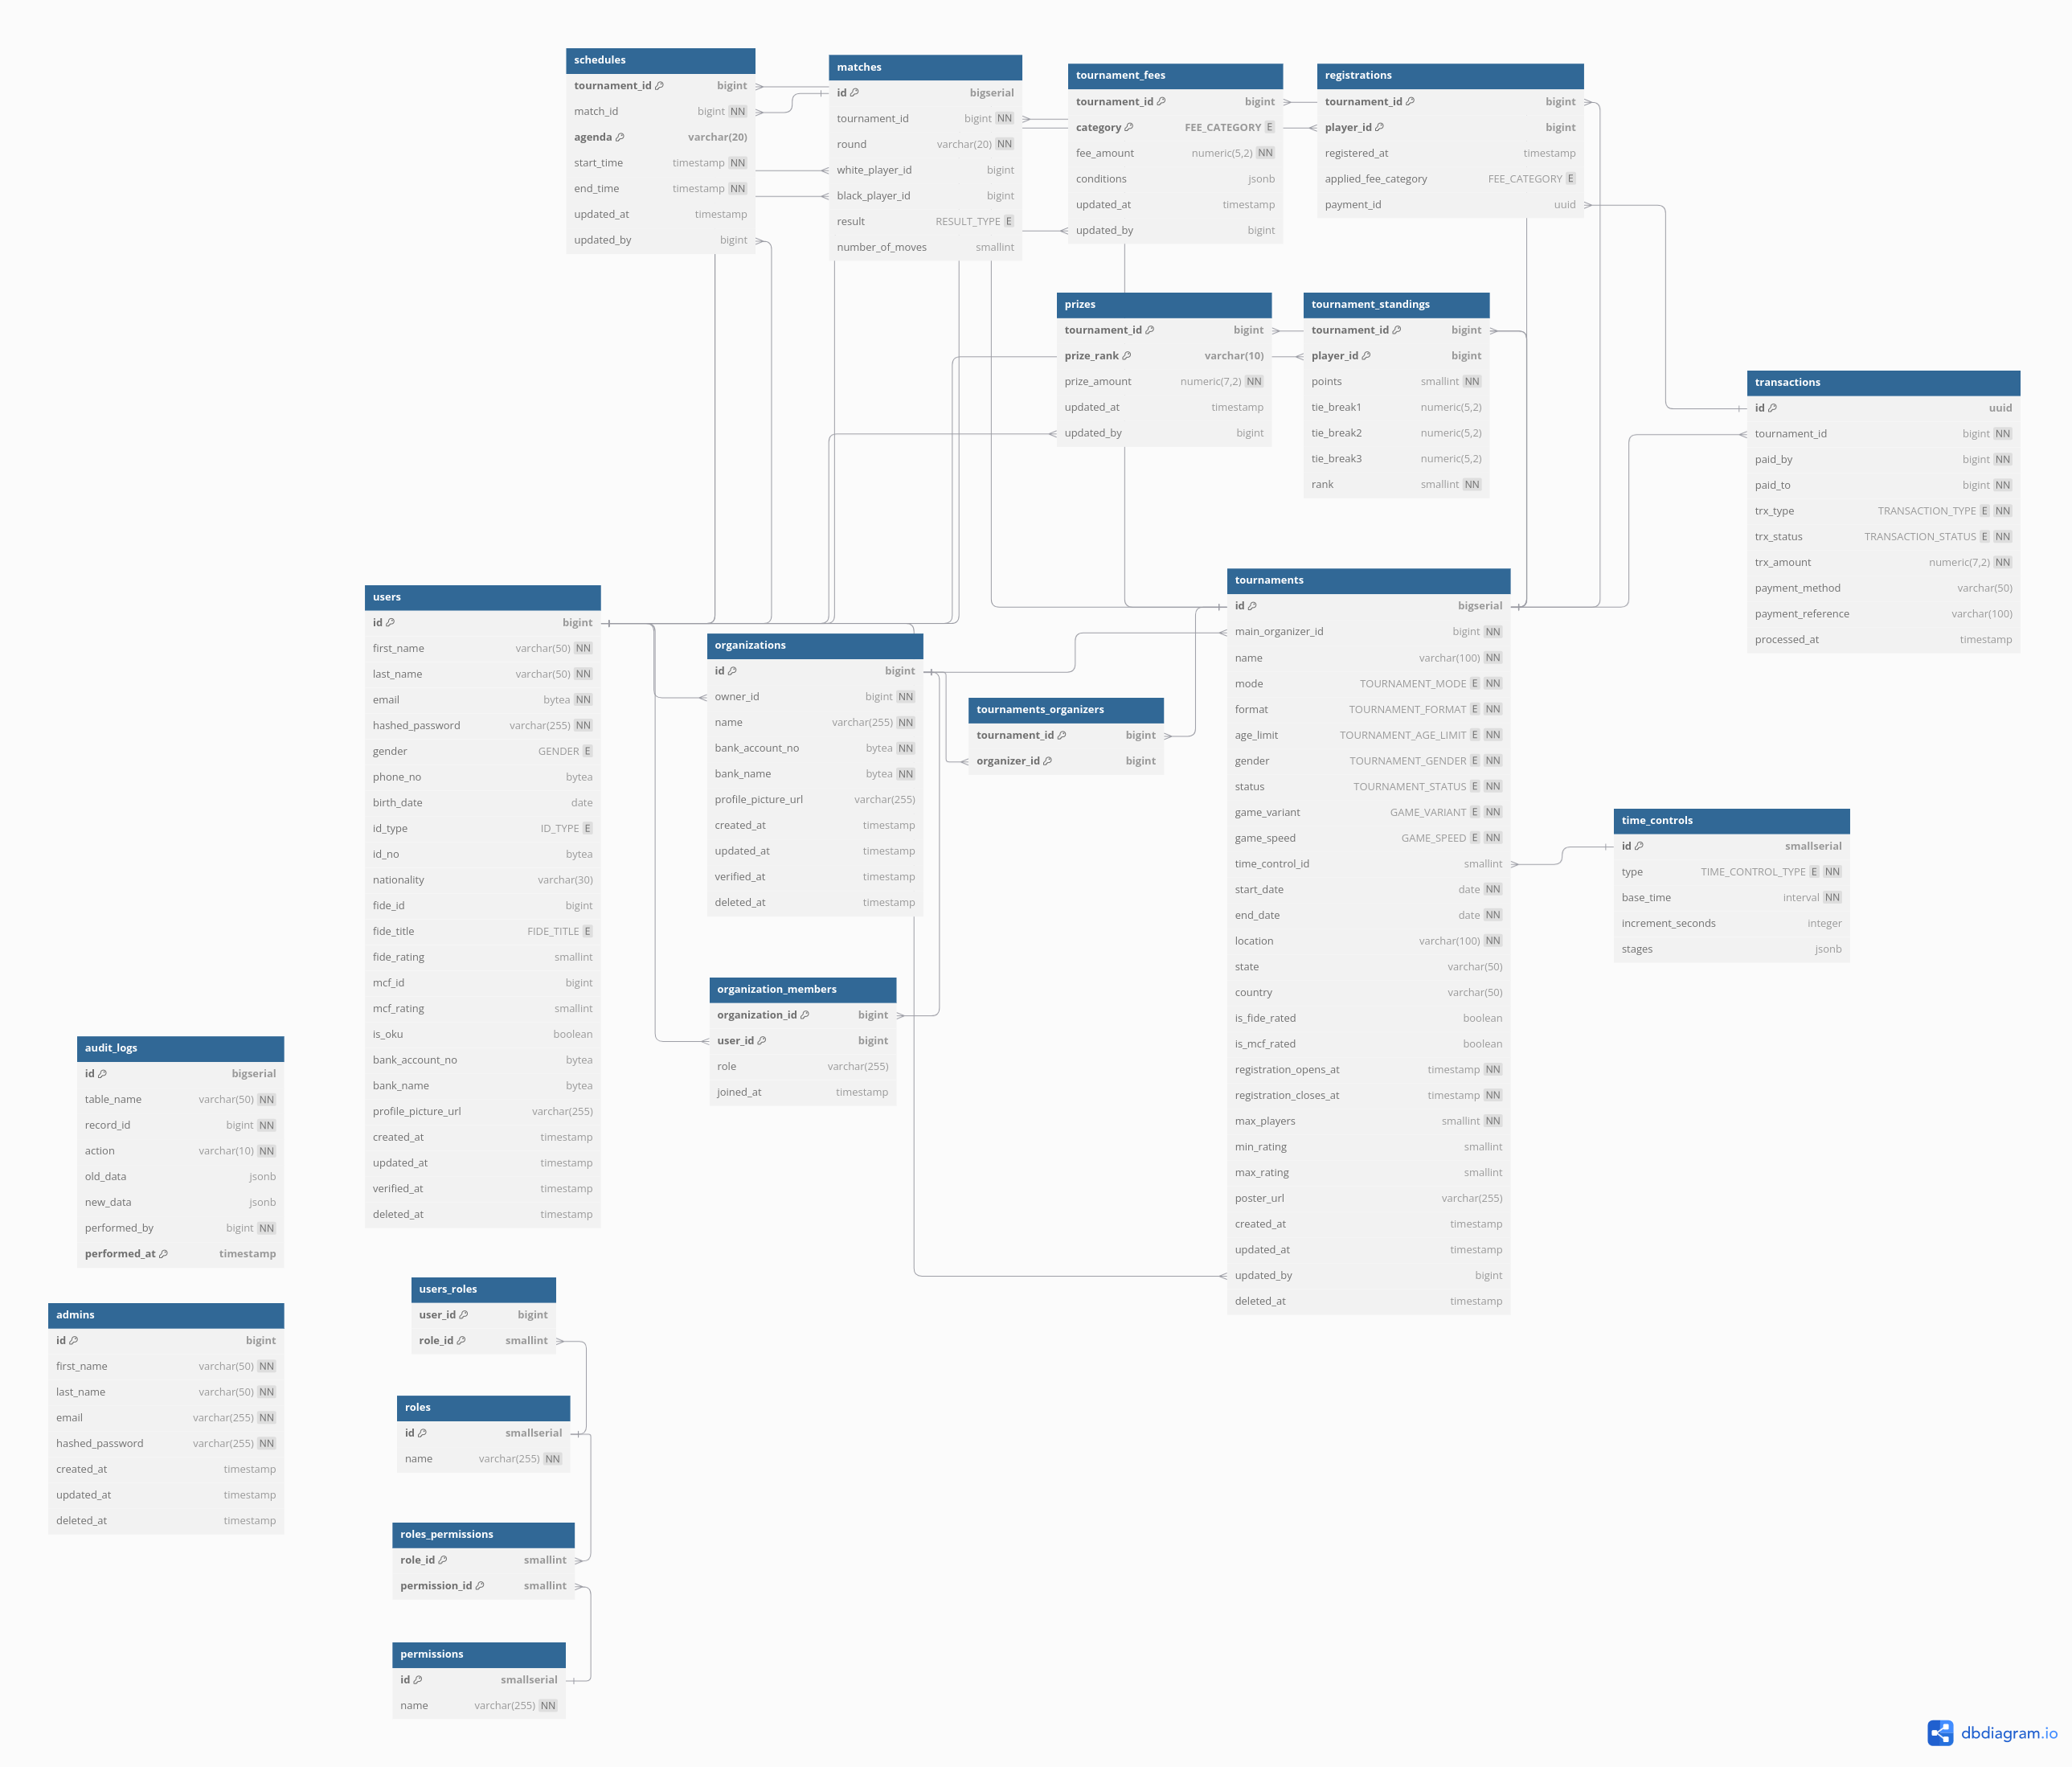 schedules
tournament_id bigint
match_id bigint NN
agenda varchar(20)
start_time timestamp NN
end_time timestamp NN
updated_at timestamp
updated_by bigint
matches
id bigserial
tournament_id bigint NN
round varchar(20) NN
white_player_id bigint
black_player_id bigint
result RESULT_TYPE E
number_of_moves smallint
tournament_fees
tournament_id bigint
category FEE_CATEGORY E
fee_amount numeric(5,2) NN
conditions jsonb
updated_at timestamp
updated_by bigint
registrations
tournament_id bigint
player_id bigint
registered_at timestamp
applied_fee_category FEE_CATEGORY E
payment_id uuid
prizes
tournament_id bigint
prize_rank varchar(10)
prize_amount numeric(7,2) NN
updated_at timestamp
updated_by bigint
tournament_standings
tournament_id bigint
player_id bigint
points smallint NN
tie_break1 numeric(5,2)
tie_break2 numeric(5,2)
tie_break3 numeric(5,2)
rank smallint NN
transactions
id uuid
tournament_id bigint NN
paid_by bigint NN
paid_to bigint NN
trx_type TRANSACTION_TYPE E NN
trx_status TRANSACTION_STATUS E NN
trx_amount numeric(7,2) NN
payment_method varchar(50)
payment_reference varchar(100)
processed_at timestamp
users
id bigint
first_name varchar(50) NN
last_name varchar(50) NN
email bytea NN
hashed_password varchar(255) NN
gender GENDER E
phone_no bytea
birth_date date
id_type ID_TYPE E
id_no bytea
nationality varchar(30)
fide_id bigint
fide_title FIDE_TITLE E
fide_rating smallint
mcf_id bigint
mcf_rating smallint
is_oku boolean
bank_account_no bytea
bank_name bytea
profile_picture_url varchar(255)
created_at timestamp
updated_at timestamp
verified_at timestamp
deleted_at timestamp
organizations
id bigint
owner_id bigint NN
name varchar(255) NN
bank_account_no bytea NN
bank_name bytea NN
profile_picture_url varchar(255)
created_at timestamp
updated_at timestamp
verified_at timestamp
deleted_at timestamp
tournaments_organizers
tournament_id bigint
organizer_id bigint
tournaments
id bigserial
main_organizer_id bigint NN
name varchar(100) NN
mode TOURNAMENT_MODE E NN
format TOURNAMENT_FORMAT E NN
age_limit TOURNAMENT_AGE_LIMIT E NN
gender TOURNAMENT_GENDER E NN
status TOURNAMENT_STATUS E NN
game_variant GAME_VARIANT E NN
game_speed GAME_SPEED E NN
time_control_id smallint
start_date date NN
end_date date NN
location varchar(100) NN
state varchar(50)
country varchar(50)
is_fide_rated boolean
is_mcf_rated boolean
registration_opens_at timestamp NN
registration_closes_at timestamp NN
max_players smallint NN
min_rating smallint
max_rating smallint
poster_url varchar(255)
created_at timestamp
updated_at timestamp
updated_by bigint
deleted_at timestamp
time_controls
id smallserial
type TIME_CONTROL_TYPE E NN
base_time interval NN
increment_seconds integer
stages jsonb
organization_members
organization_id bigint
user_id bigint
role varchar(255)
joined_at timestamp
audit_logs
id bigserial
table_name varchar(50) NN
record_id bigint NN
action varchar(10) NN
old_data jsonb
new_data jsonb
performed_by bigint NN
performed_at timestamp
users_roles
user_id bigint
role_id smallint
admins
id bigint
first_name varchar(50) NN
last_name varchar(50) NN
email varchar(255) NN
hashed_password varchar(255) NN
created_at timestamp
updated_at timestamp
deleted_at timestamp
roles
id smallserial
name varchar(255) NN
roles_permissions
role_id smallint
permission_id smallint
permissions
id smallserial
name varchar(255) NN
dbdiagram.io